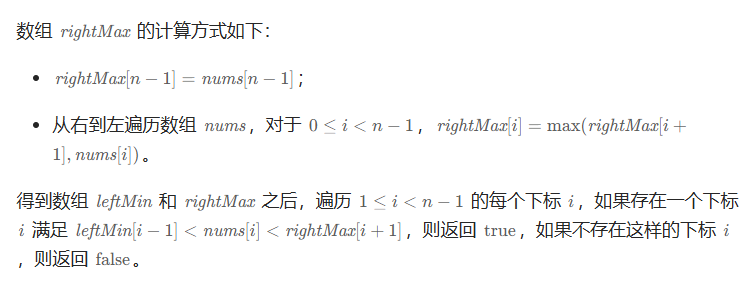 数组 rightMax 的计算方式如下：
• rightMax[n − 1] = nums[n − 1]；
• 从右到左遍历数组 nums，对于 0 ≤ i < n − 1，rightMax[i] = max(rightMax[i +
1], nums[i])。
得到数组 leftMin 和 rightMax 之后，遍历 1 ≤ i < n − 1 的每个下标 i，如果存在一个下标
i 满足 leftMin[i − 1] < nums[i] < rightMax[i + 1]，则返回 true，如果不存在这样的下标 i
，则返回 false。